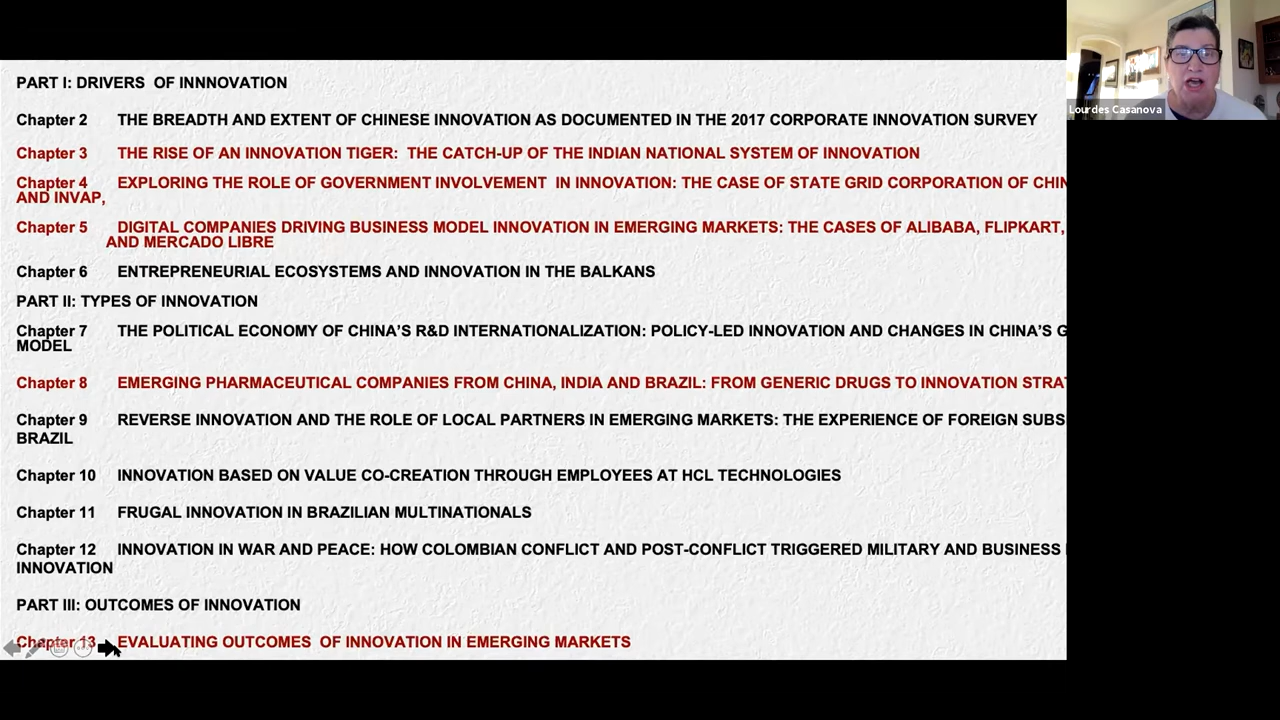 PART I: DRIVERS OF INNNOVATION
Chapter 2 THE BREADTH AND EXTENT OF CHINESE INNOVATION AS DOCUMENTED IN THE 2017 CORPORATE INNOVATION SURVEY
Chapter 3 THE RISE OF AN INNOVATION TIGER: THE CATCH-UP OF THE INDIAN NATIONAL SYSTEM OF INNOVATION
Chapter 4 EXPLORING THE ROLE OF GOVERNMENT INVOLVEMENT IN INNOVATION: THE CASE OF STATE GRID CORPORATION OF
AND INVAP,
Chapter 5 DIGITAL COMPANIES DRIVING BUSINESS MODEL INNOVATION IN EMERGING MARKETS: THE CASES OF ALIBABA, FLIPKART,
AND MERCADO LIBRE
Chapter 6 ENTREPRENEURIAL ECOSYSTEMS AND INNOVATION IN THE BALKANS
PART II: TYPES OF INNOVATION
Chapter 7 THE POLITICAL ECONOMY OF CHINA'S R&D INTERNATIONALIZATION: POLICY-LED INNOVATION AND CHANGES IN CHINA'S
MODEL
Chapter 8 EMERGING PHARMACEUTICAL COMPANIES FROM CHINA, INDIA AND BRAZIL: FROM GENERIC DRUGS TO INNOVATION
Chapter 9 REVERSE INNOVATION AND THE ROLE OF LOCAL PARTNERS IN EMERGING MARKETS: THE EXPERIENCE OF FOREIGN
BRAZIL
Chapter 10 INNOVATION BASED ON VALUE CO-CREATION THROUGH EMPLOYEES AT HCL TECHNOLOGIES
Chapter 11 FRUGAL INNOVATION IN BRAZILIAN MULTINATIONALS
Chapter 12 INNOVATION IN WAR AND PEACE: HOW COLOMBIAN CONFLICT AND POST-CONFLICT TRIGGERED MILITARY AND BUSINESS
INNOVATION
PART III: OUTCOMES OF INNOVATION
Chapter 13 EVALUATING OUTCOMES OF INNOVATION IN EMERGING MARKETS
Lourdes Casanova